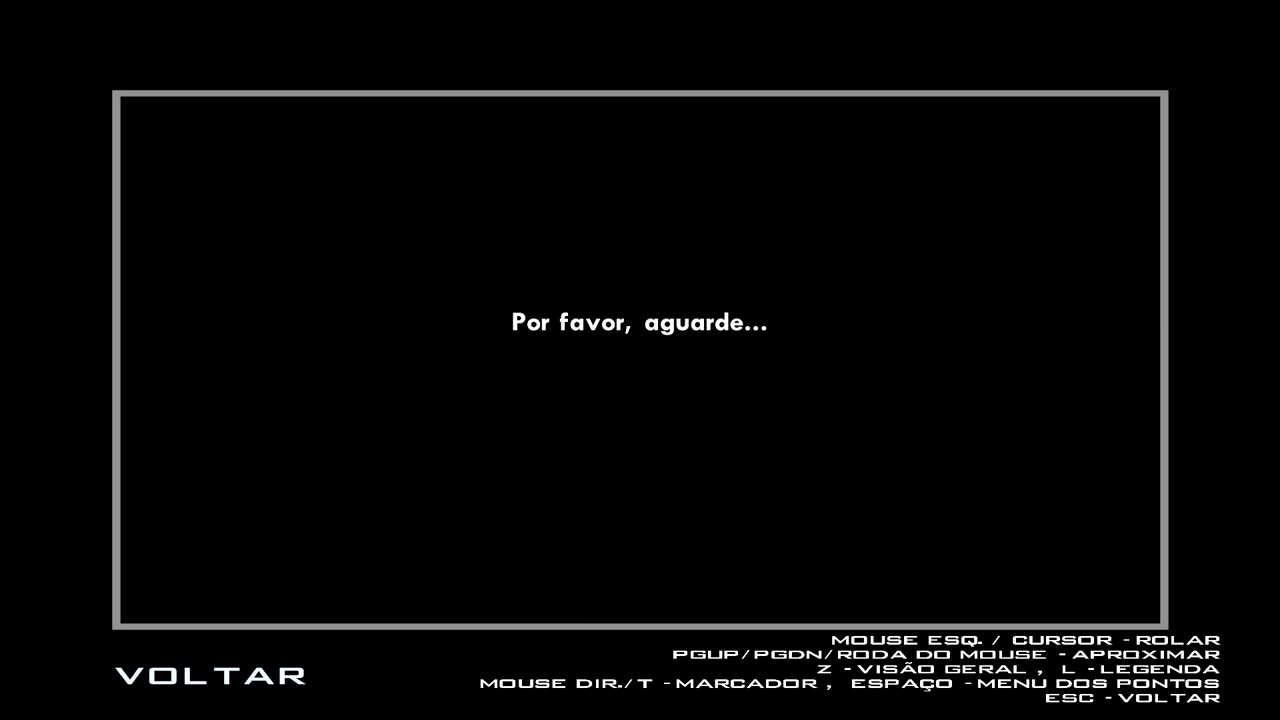 Por favor, aguarde...
MOUSE ESQ. / CURSOR - ROLAR
PGUP/PGDN/RODA DO MOUSE - APROXIMAR
Z - VISÃO GERAL , L - LEGENDA
MOUSE DIR./T - MARCADOR , ESPAÇO - MENU DOS PONTOS
ESC - VOLTAR
VOLTAR